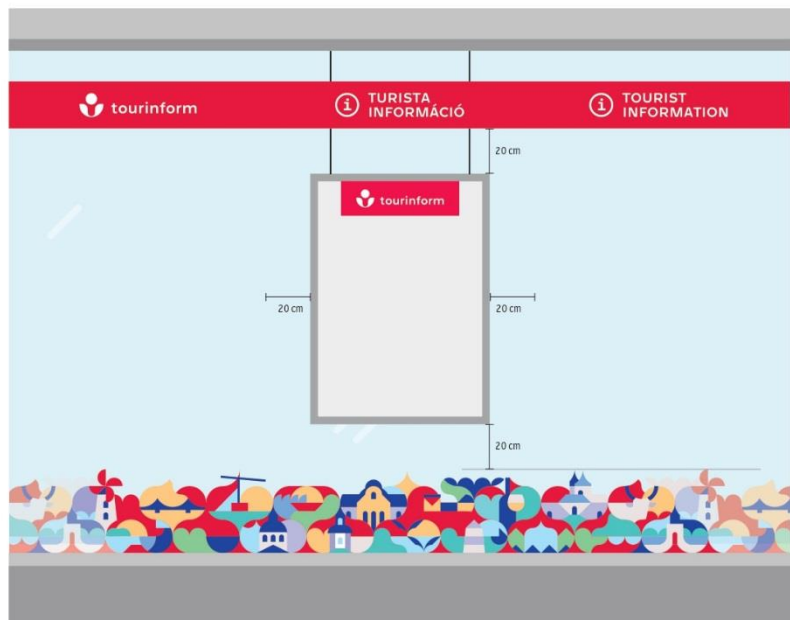 tourinform
TURISTA
INFORMÁCIÓ
TOURIST
INFORMATION
20 cm
tourinform
20 cm
20 cm
20 cm